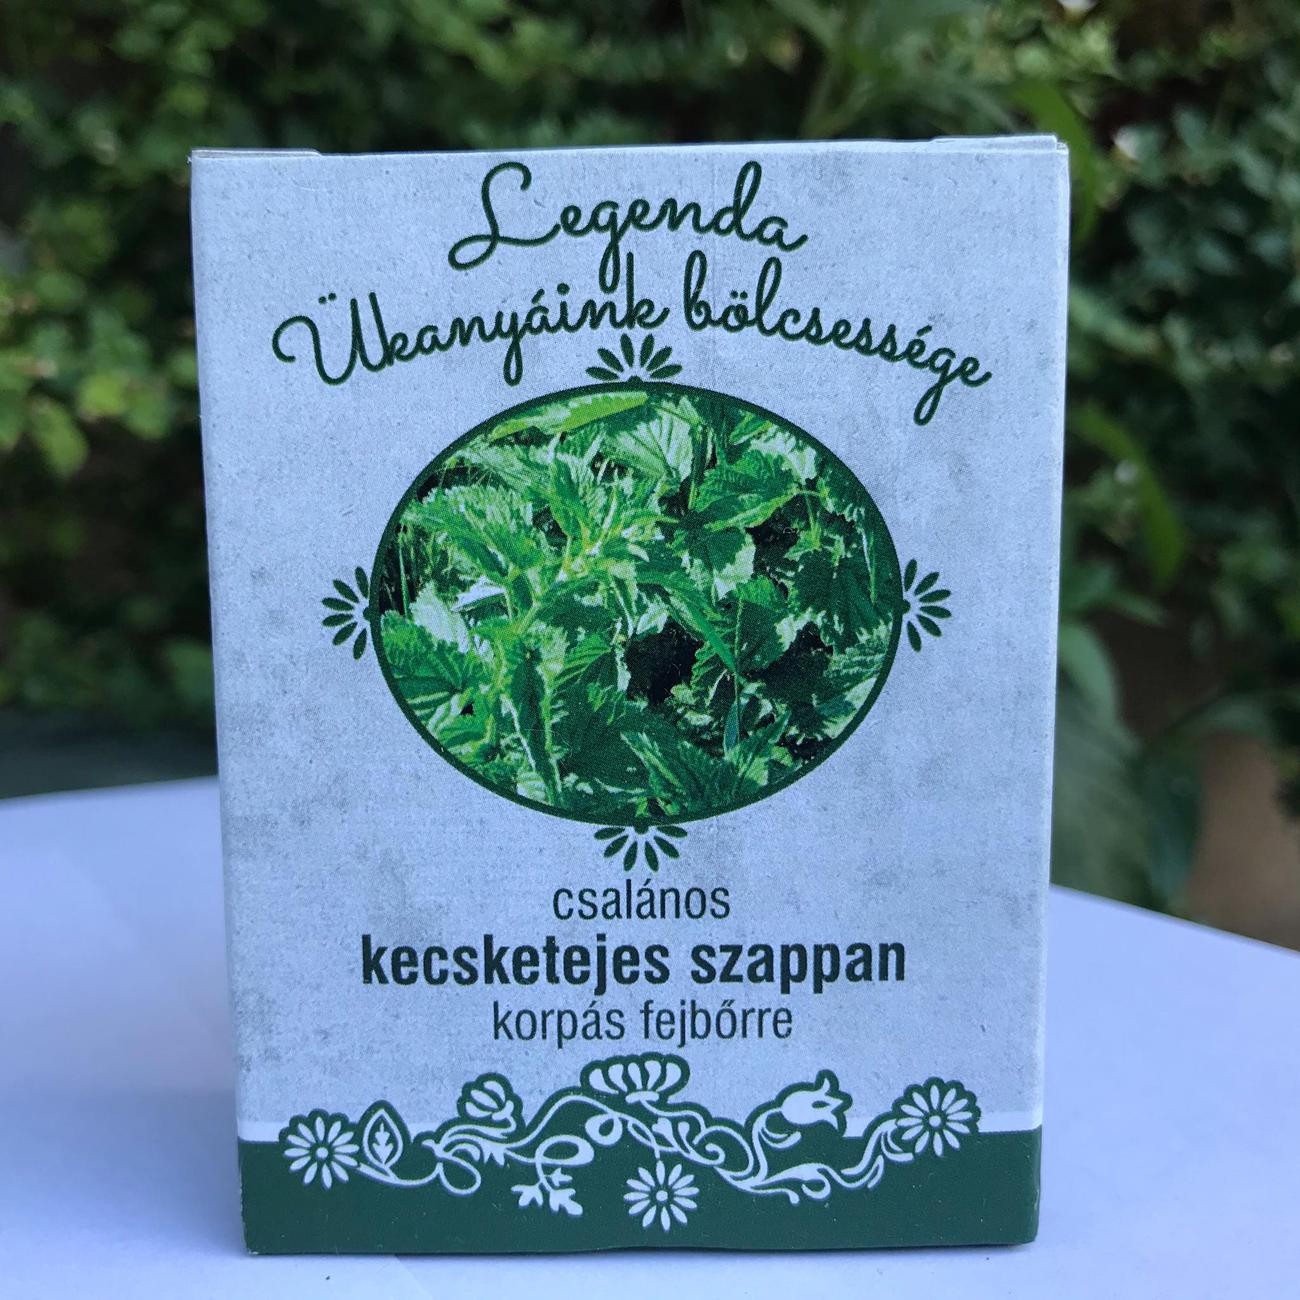 Legenda
Ükanyáink bölcsessége
csalános
kecsketejes szappan
korpás fejbőrre